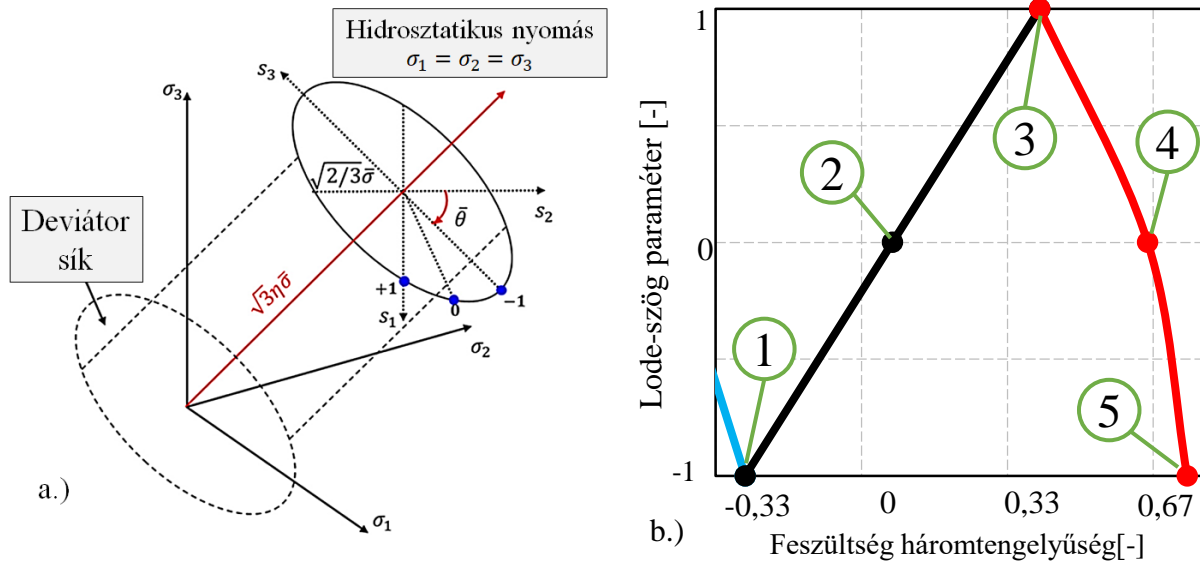 Hidrosztatikus nyomás
σ₁ = σ₂ = σ₃
s₃
σ₃
√2/3σ̄
s₂
θ̄
Deviátor
sík
√3ησ̄
+1
0
−1
s₁
σ₂
σ₁
a.)
Lode-szög paraméter [-]
1
0
-1
1
2
3
4
5
-0,33
0
0,33
0,67
Feszültség háromtengelyűség[-]
b.)